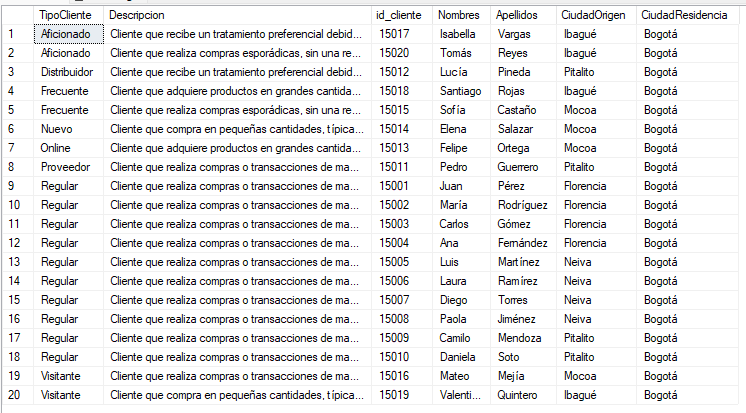 TipoCliente Descripcion id_cliente Nombres Apellidos CiudadOrigen CiudadResidencia
1 Aficionado Cliente que recibe un tratamiento preferencial debid... 15017 Isabella Vargas Ibagué Bogotá
2 Aficionado Cliente que realiza compras esporádicas, sin una re... 15020 Tomás Reyes Ibagué Bogotá
3 Distribuidor Cliente que recibe un tratamiento preferencial debid... 15012 Lucía Pineda Pitalito Bogotá
4 Frecuente Cliente que adquiere productos en grandes cantida... 15018 Santiago Rojas Ibagué Bogotá
5 Frecuente Cliente que realiza compras esporádicas, sin una re... 15015 Sofía Castaño Mocoa Bogotá
6 Nuevo Cliente que compra en pequeñas cantidades, típica... 15014 Elena Salazar Mocoa Bogotá
7 Online Cliente que adquiere productos en grandes cantida... 15013 Felipe Ortega Mocoa Bogotá
8 Proveedor Cliente que realiza compras o transacciones de ma... 15011 Pedro Guerrero Pitalito Bogotá
9 Regular Cliente que realiza compras o transacciones de ma... 15001 Juan Pérez Florencia Bogotá
10 Regular Cliente que realiza compras o transacciones de ma... 15002 María Rodríguez Florencia Bogotá
11 Regular Cliente que realiza compras o transacciones de ma... 15003 Carlos Gómez Florencia Bogotá
12 Regular Cliente que realiza compras o transacciones de ma... 15004 Ana Fernández Florencia Bogotá
13 Regular Cliente que realiza compras o transacciones de ma... 15005 Luis Martínez Neiva Bogotá
14 Regular Cliente que realiza compras o transacciones de ma... 15006 Laura Ramírez Neiva Bogotá
15 Regular Cliente que realiza compras o transacciones de ma... 15007 Diego Torres Neiva Bogotá
16 Regular Cliente que realiza compras o transacciones de ma... 15008 Paola Jiménez Neiva Bogotá
17 Regular Cliente que realiza compras o transacciones de ma... 15009 Camilo Mendoza Pitalito Bogotá
18 Regular Cliente que realiza compras o transacciones de ma... 15010 Daniela Soto Pitalito Bogotá
19 Visitante Cliente que realiza compras o transacciones de ma... 15016 Mateo Mejía Mocoa Bogotá
20 Visitante Cliente que compra en pequeñas cantidades, típica... 15019 Valenti... Quintero Ibagué Bogotá